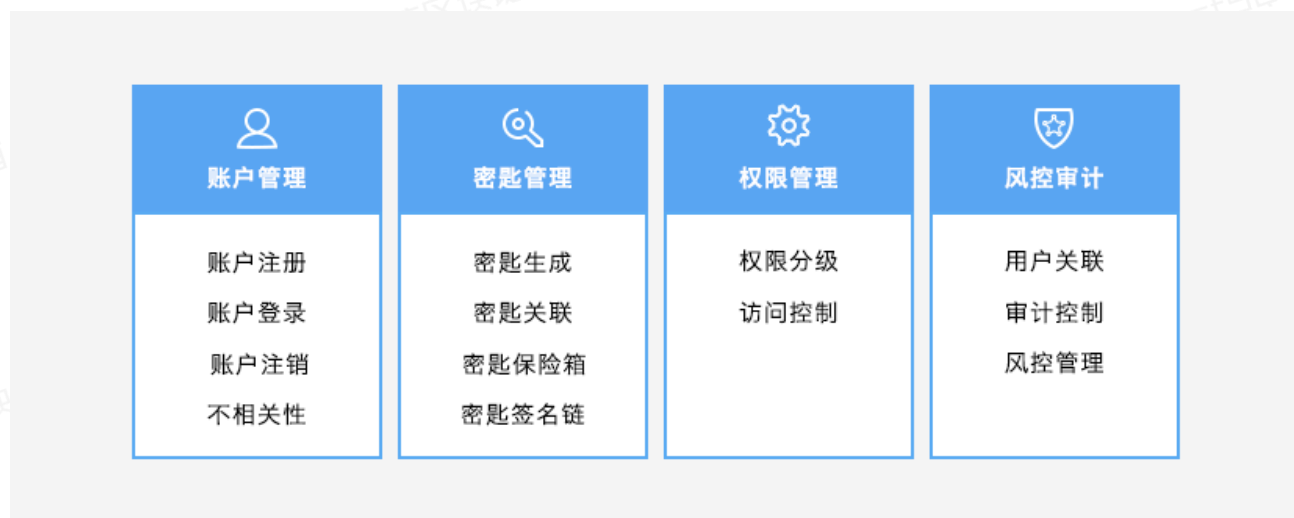 账户管理
账户注册
账户登录
账户注销
不相关性
密匙管理
密匙生成
密匙关联
密匙保险箱
密匙签名链
权限管理
权限分级
访问控制
风控审计
用户关联
审计控制
风控管理